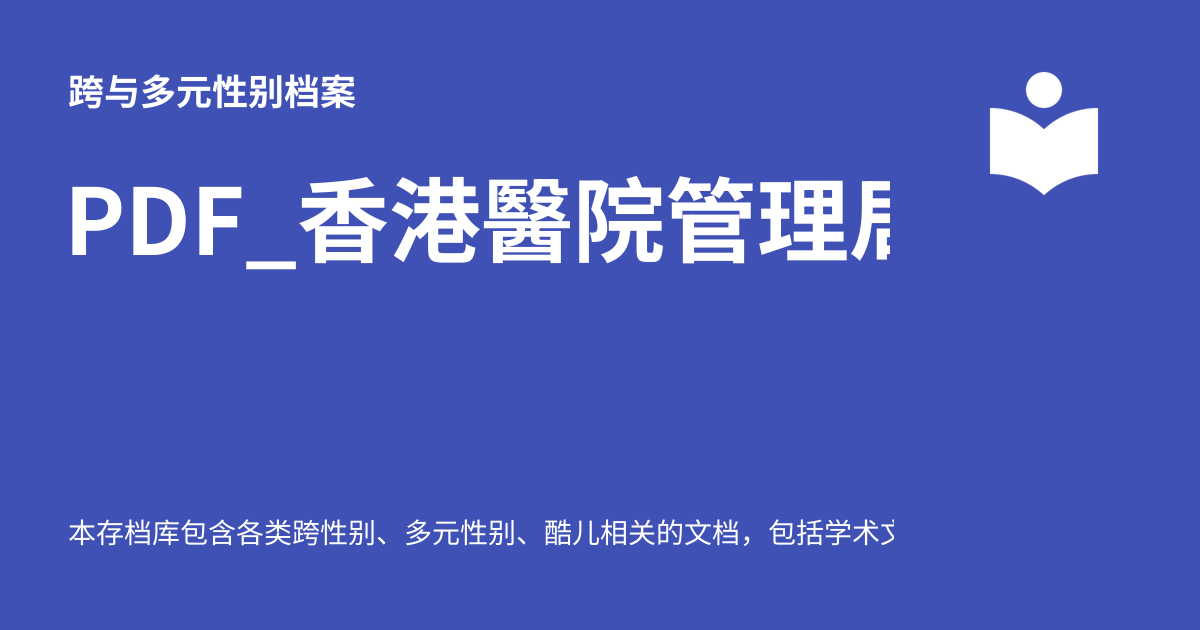 跨与多元性别档案
PDF_香港醫院管理
本存档库包含各类跨性别、多元性别、酷儿相关的文档，包括学术文